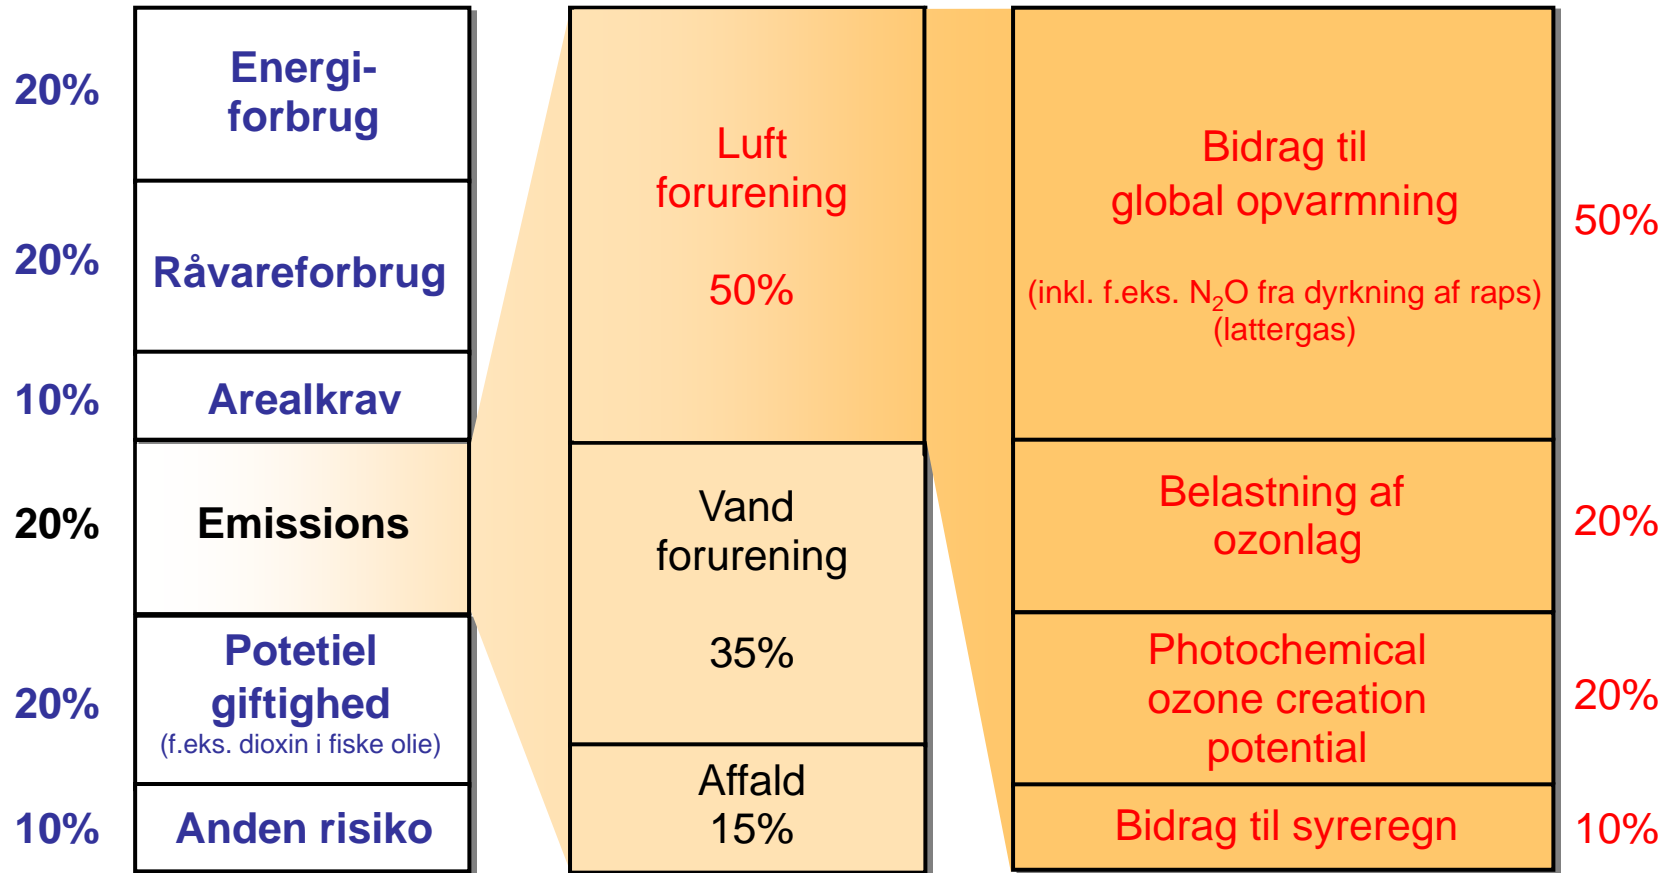 20%
Energi-
forbrug
20%
Råvareforbrug
10%
Arealkrav
20%
Emissions
20%
Potetiel
giftighed
(f.eks. dioxin i fiske olie)
10%
Anden risiko
Luft
forurening
50%
Vand
forurening
35%
Affald
15%
Bidrag til
global opvarmning
(inkl. f.eks. N₂O fra dyrkning af raps)
(lattergas)
50%
Belastning af
ozonlag
20%
Photochemical
ozone creation
potential
20%
Bidrag til syreregn
10%